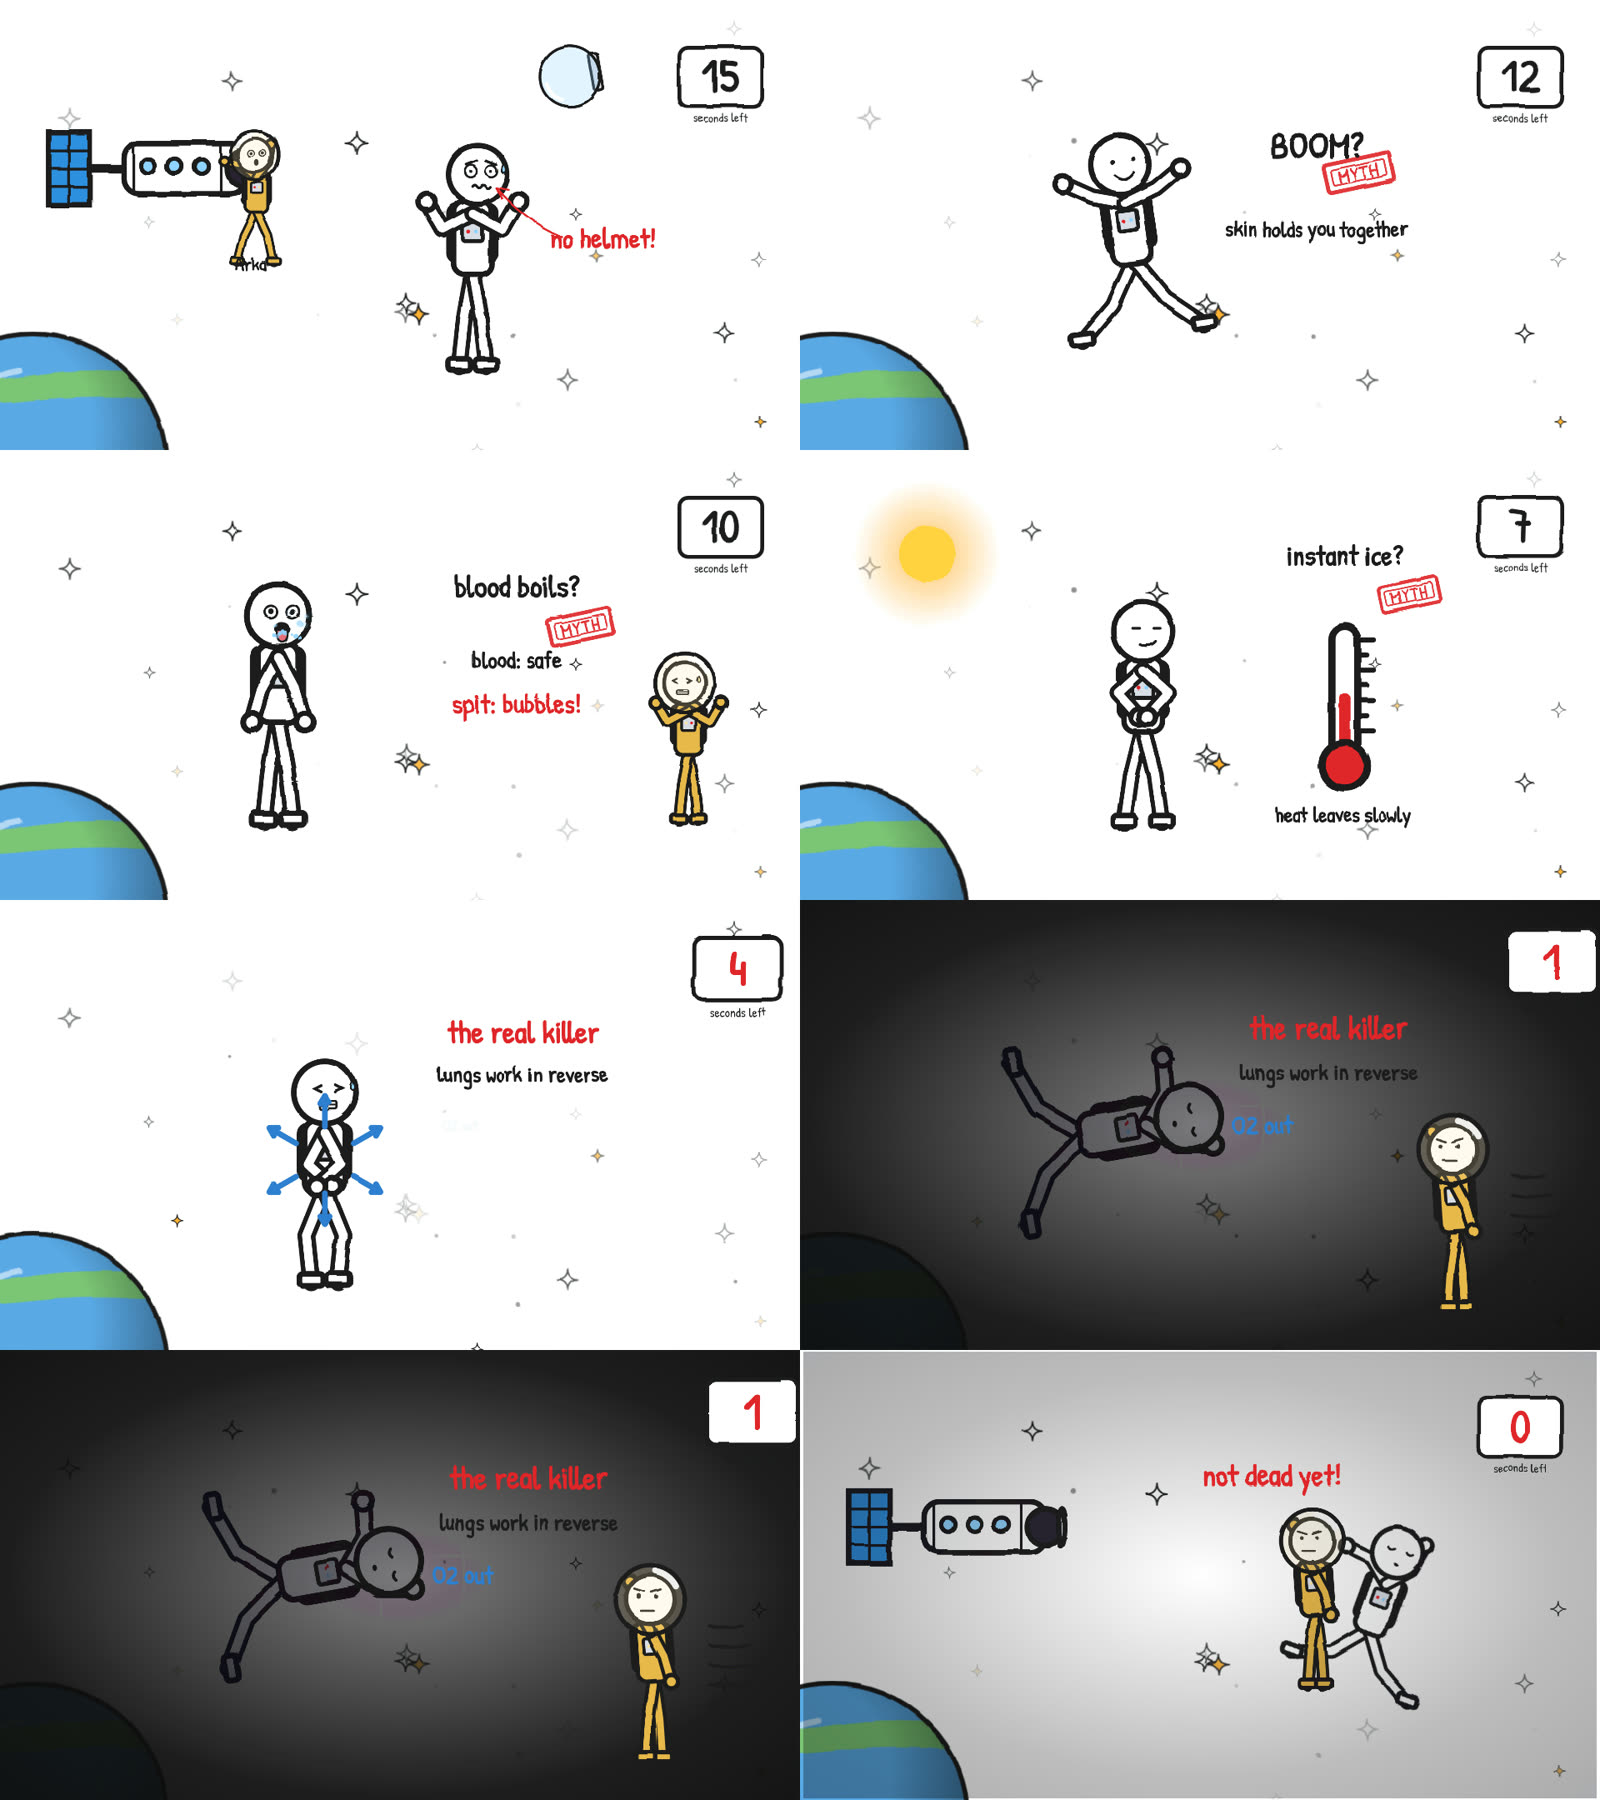 15
seconds left
no helmet!
Arka
12
seconds left
BOOM?
MYTH
skin holds you together
10
seconds left
blood boils?
MYTH
blood: safe
spit: bubbles!
7
seconds left
instant ice?
MYTH
heat leaves slowly
4
seconds left
the real killer
lungs work in reverse
O2 out
1
the real killer
lungs work in reverse
O2 out
1
the real killer
lungs work in reverse
O2 out
0
seconds left
not dead yet!